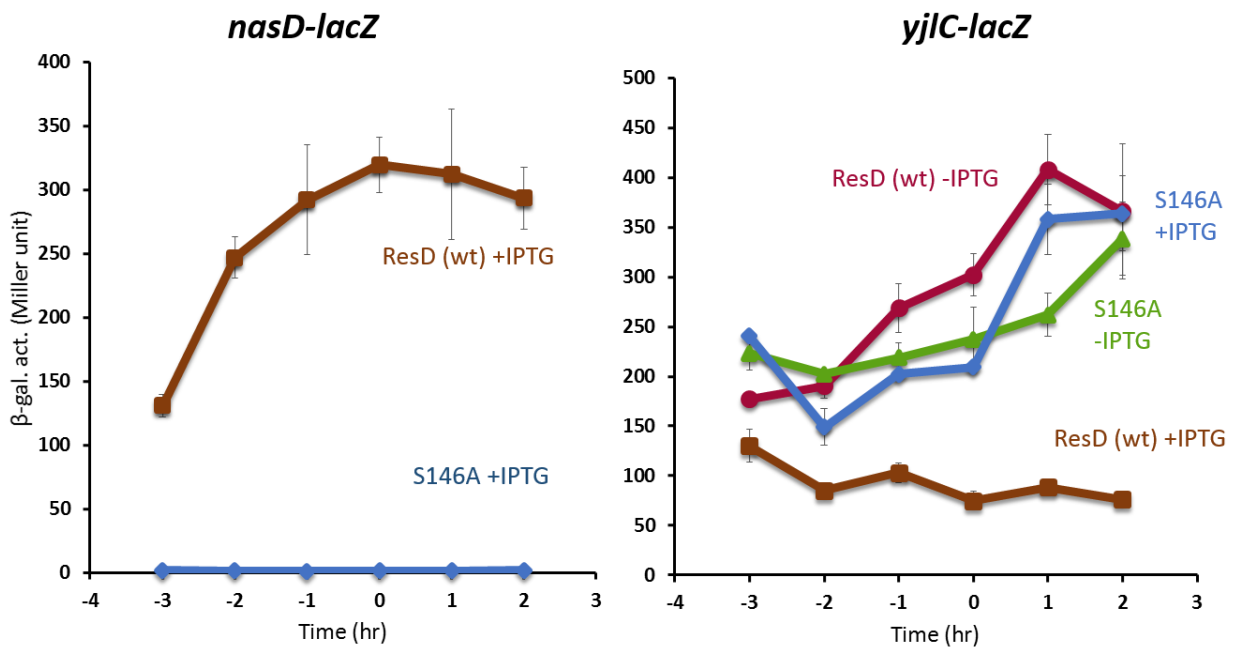 nasD-lacZ
β-gal. act. (Miller unit)
400
350
300
250
200
150
100
50
0
-4
-3
-2
-1
0
1
2
3
Time (hr)
ResD (wt) +IPTG
S146A +IPTG
yjlC-lacZ
500
450
400
350
300
250
200
150
100
50
0
-4
-3
-2
-1
0
1
2
3
Time (hr)
ResD (wt) -IPTG
S146A
+IPTG
S146A
-IPTG
ResD (wt) +IPTG